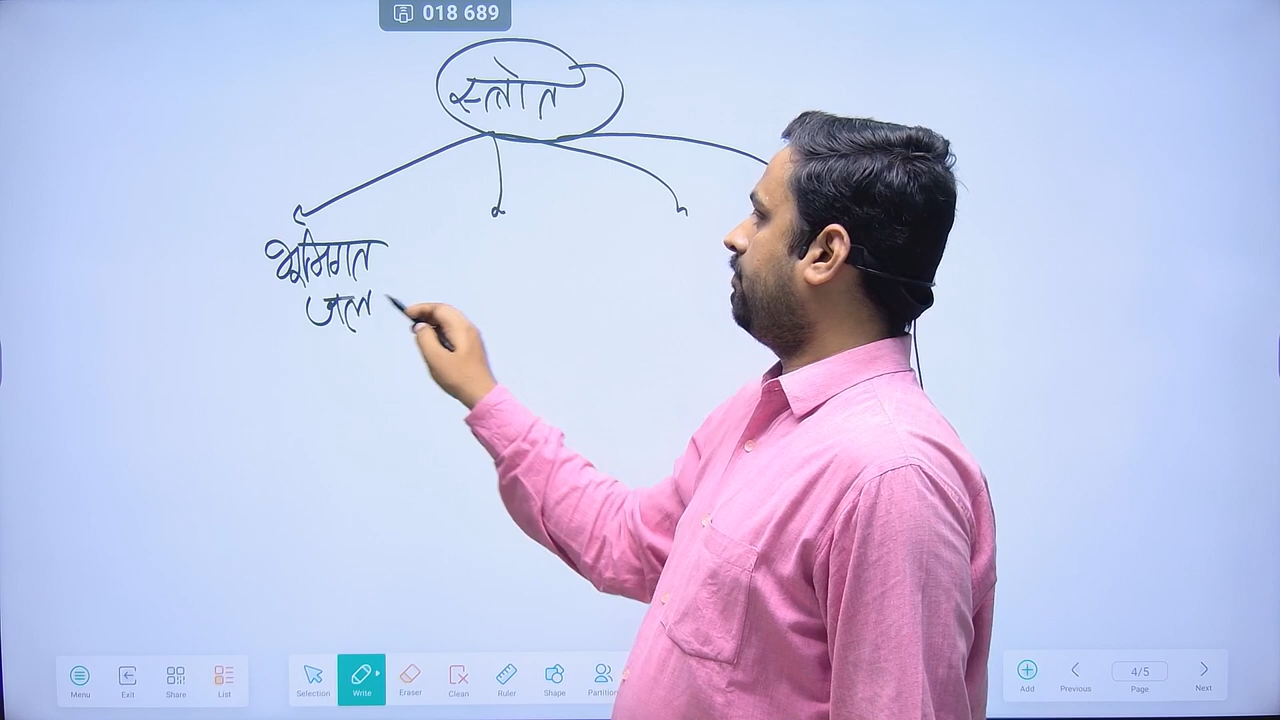 018 689
स्तोत
भूमिगत
जल
Menu
Exit
Share
List
Selection
Write
Eraser
Clean
Ruler
Shape
Partition
Add
Previous
4/5
Page
Next